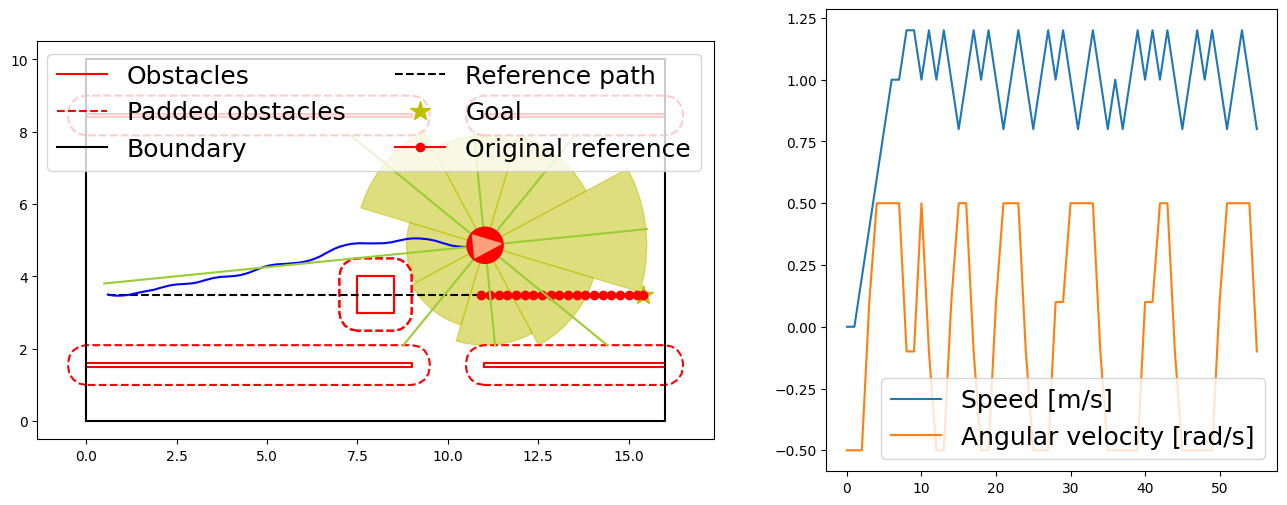 Obstacles
Padded obstacles
Boundary
Reference path
Goal
Original reference
10
8
6
4
2
0
0.0 2.5 5.0 7.5 10.0 12.5 15.0
1.25
1.00
0.75
0.50
0.25
0.00
−0.25
−0.50
Speed [m/s]
Angular velocity [rad/s]
0 10 20 30 40 50